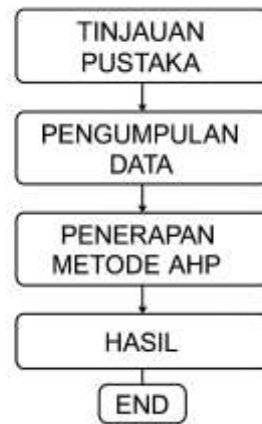 TINJAUAN
PUSTAKA
PENGUMPULAN
DATA
PENERAPAN
METODE AHP
HASIL
END